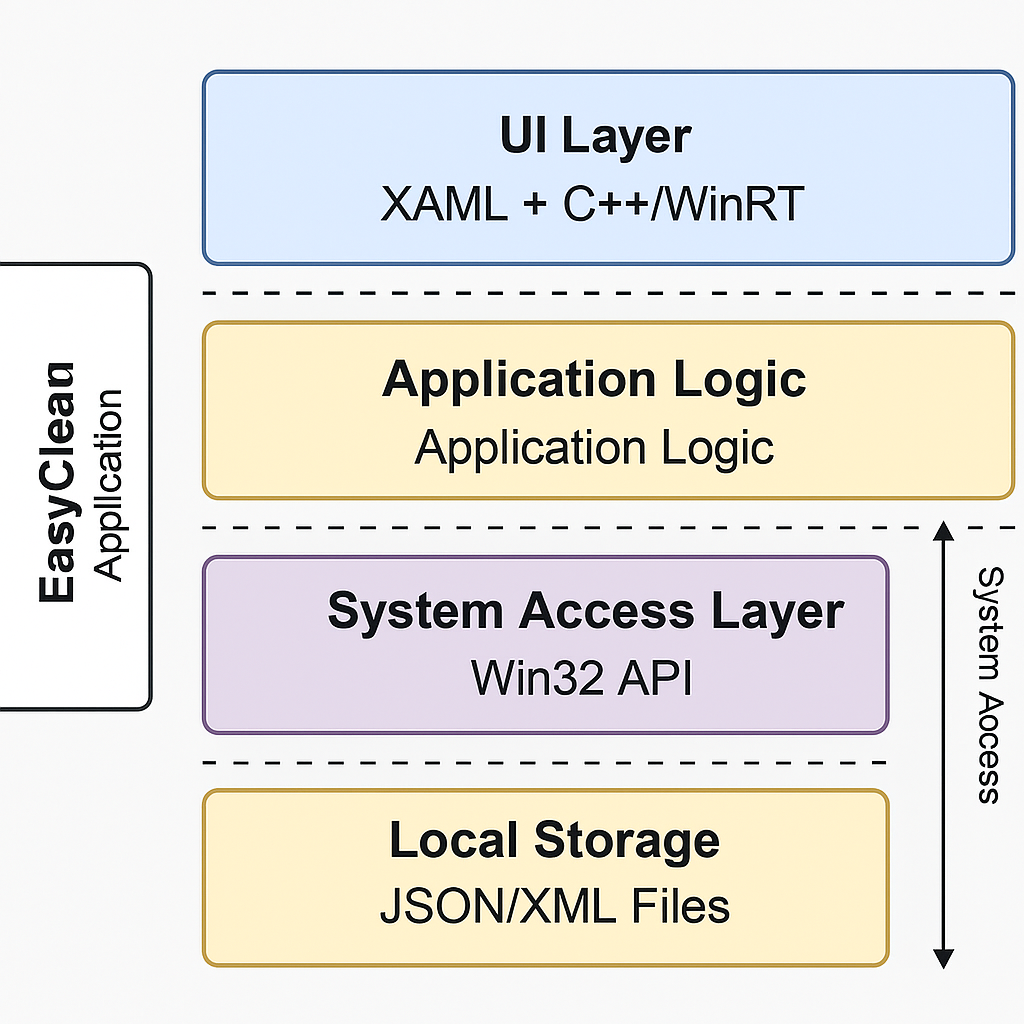 UI Layer
XAML + C++/WinRT
EasyClean
Application
Application Logic
Application Logic
System Access Layer
Win32 API
System Aocess
Local Storage
JSON/XML Files